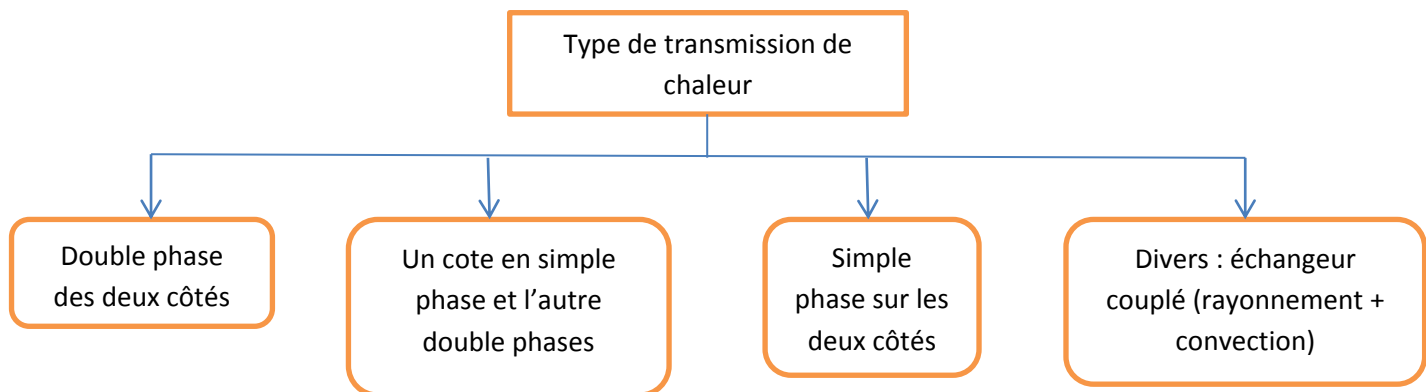 Type de transmission de
chaleur
Double phase
des deux côtés
Un cote en simple
phase et l’autre
double phases
Simple
phase sur les
deux côtés
Divers : échangeur
couplé (rayonnement +
convection)